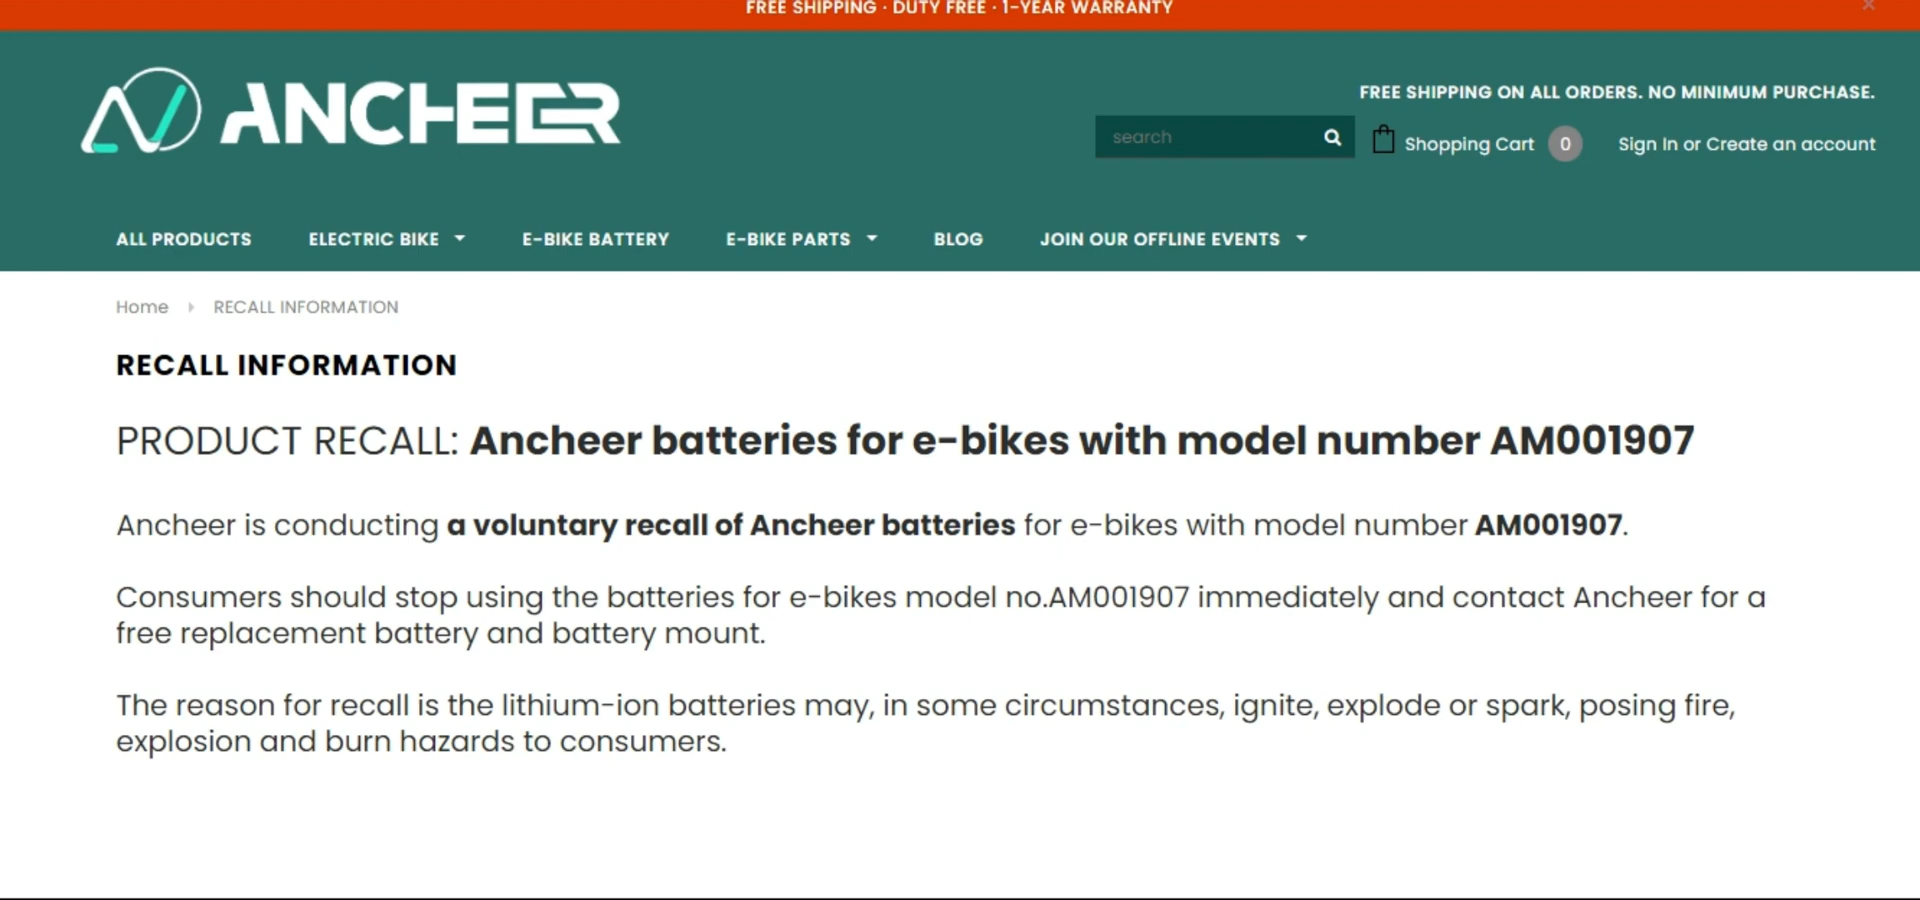 FREE SHIPPING · DUTY FREE · 1-YEAR WARRANTY
ANCHEER
FREE SHIPPING ON ALL ORDERS. NO MINIMUM PURCHASE.
search
Shopping Cart 0 Sign In or Create an account
ALL PRODUCTS ELECTRIC BIKE E-BIKE BATTERY E-BIKE PARTS BLOG JOIN OUR OFFLINE EVENTS
Home RECALL INFORMATION
RECALL INFORMATION
PRODUCT RECALL: Ancheer batteries for e-bikes with model number AM001907
Ancheer is conducting a voluntary recall of Ancheer batteries for e-bikes with model number AM001907.
Consumers should stop using the batteries for e-bikes model no.AM001907 immediately and contact Ancheer for a
free replacement battery and battery mount.
The reason for recall is the lithium-ion batteries may, in some circumstances, ignite, explode or spark, posing fire,
explosion and burn hazards to consumers.